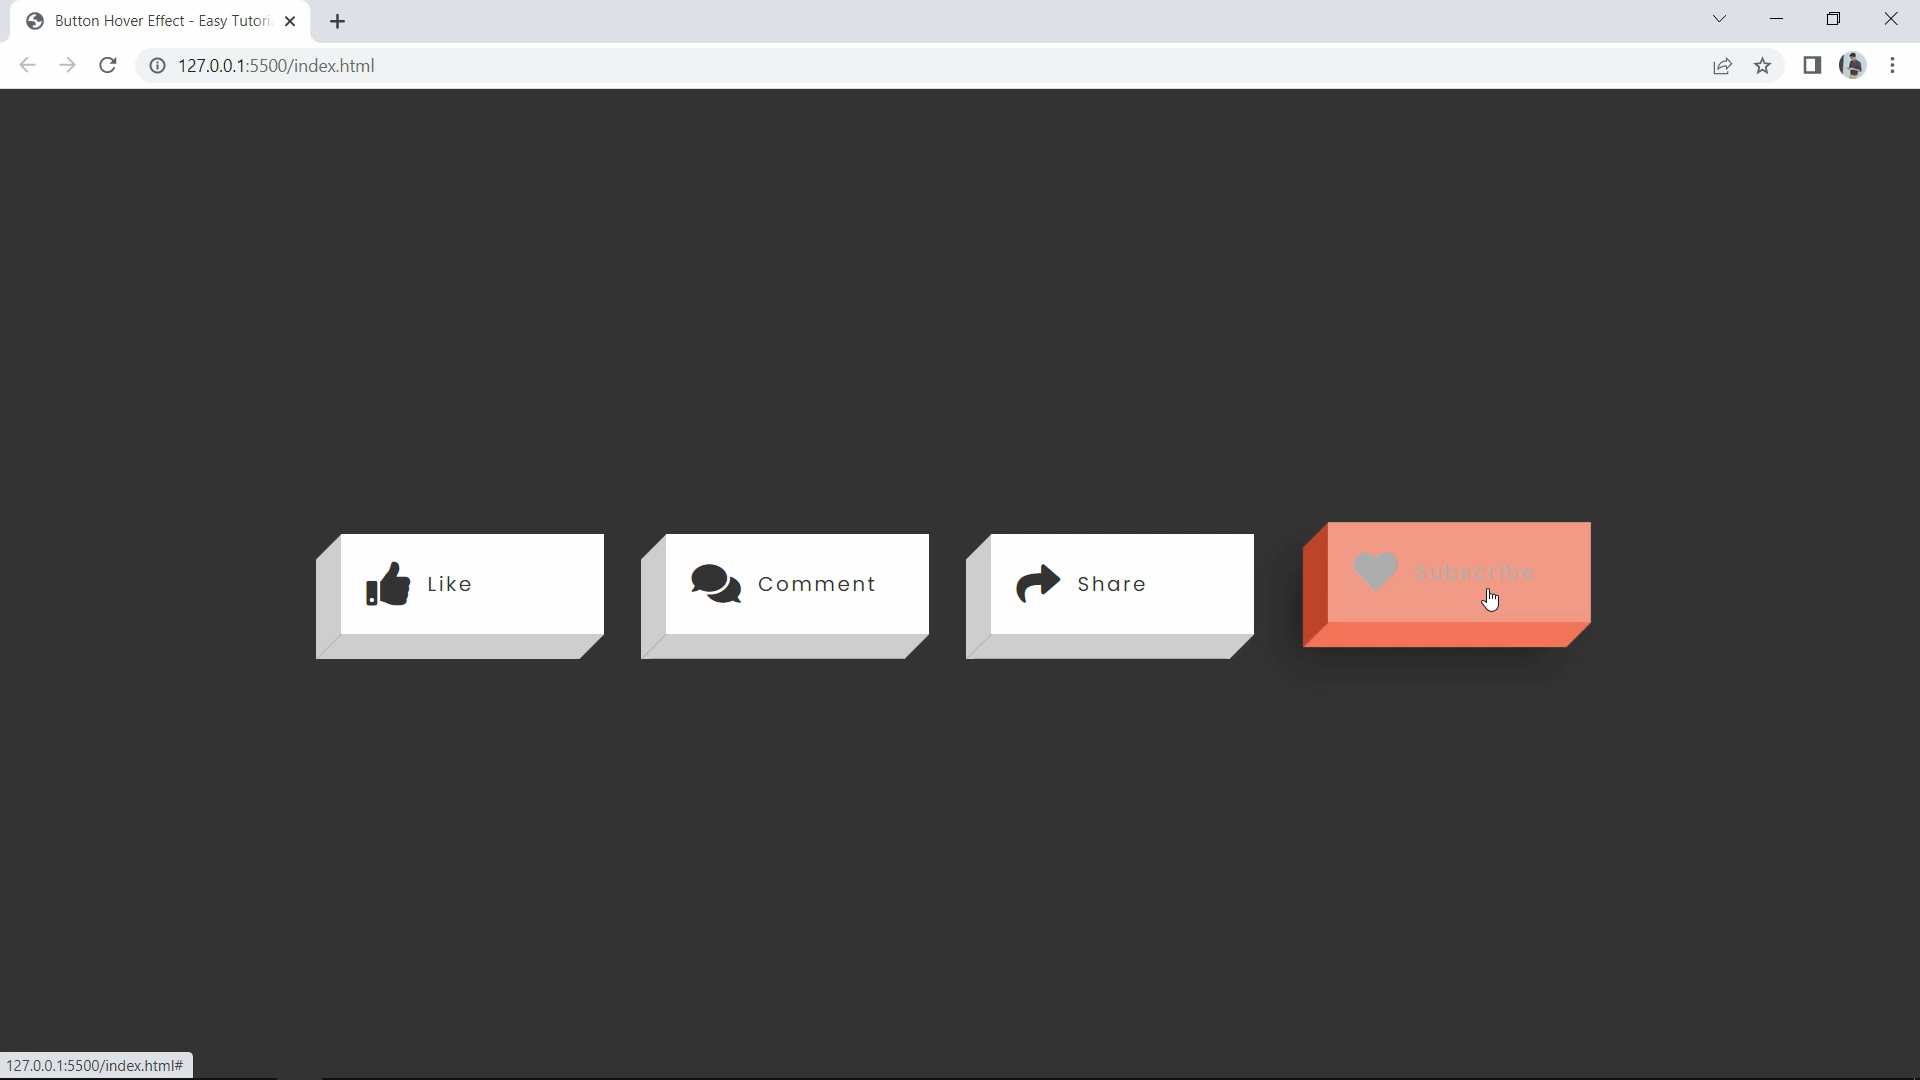 Button Hover Effect - Easy Tutori
127.0.0.1:5500/index.html
Like
Comment
Share
Subscribe
127.0.0.1:5500/index.html#